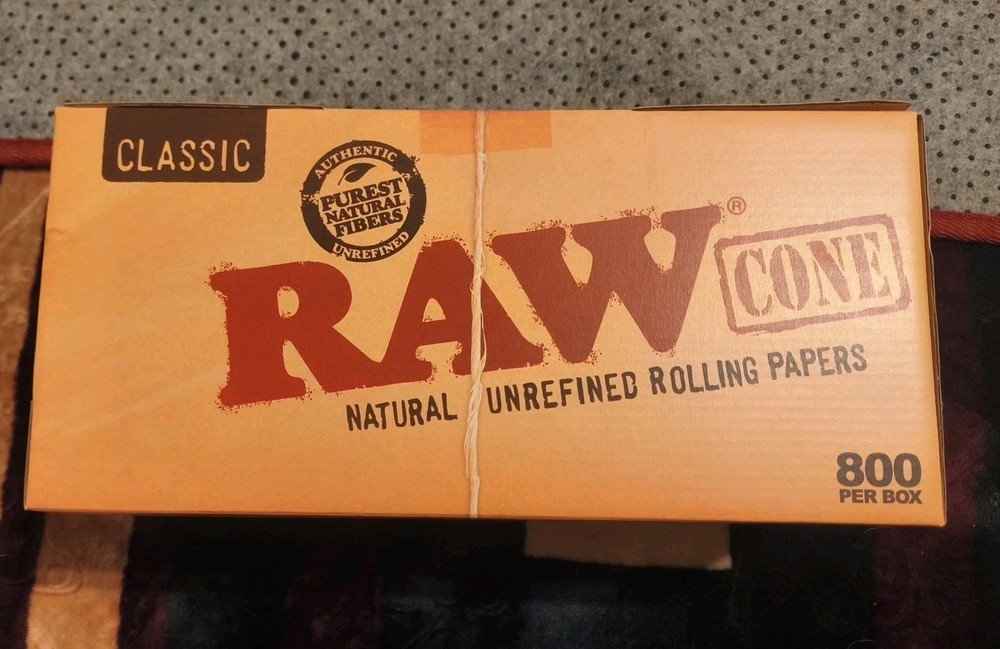 CLASSIC
AUTHENTIC
PUREST
NATURAL
FIBERS
UNREFINED
RAW®
CONE
NATURAL UNREFINED ROLLING PAPERS
800
PER BOX